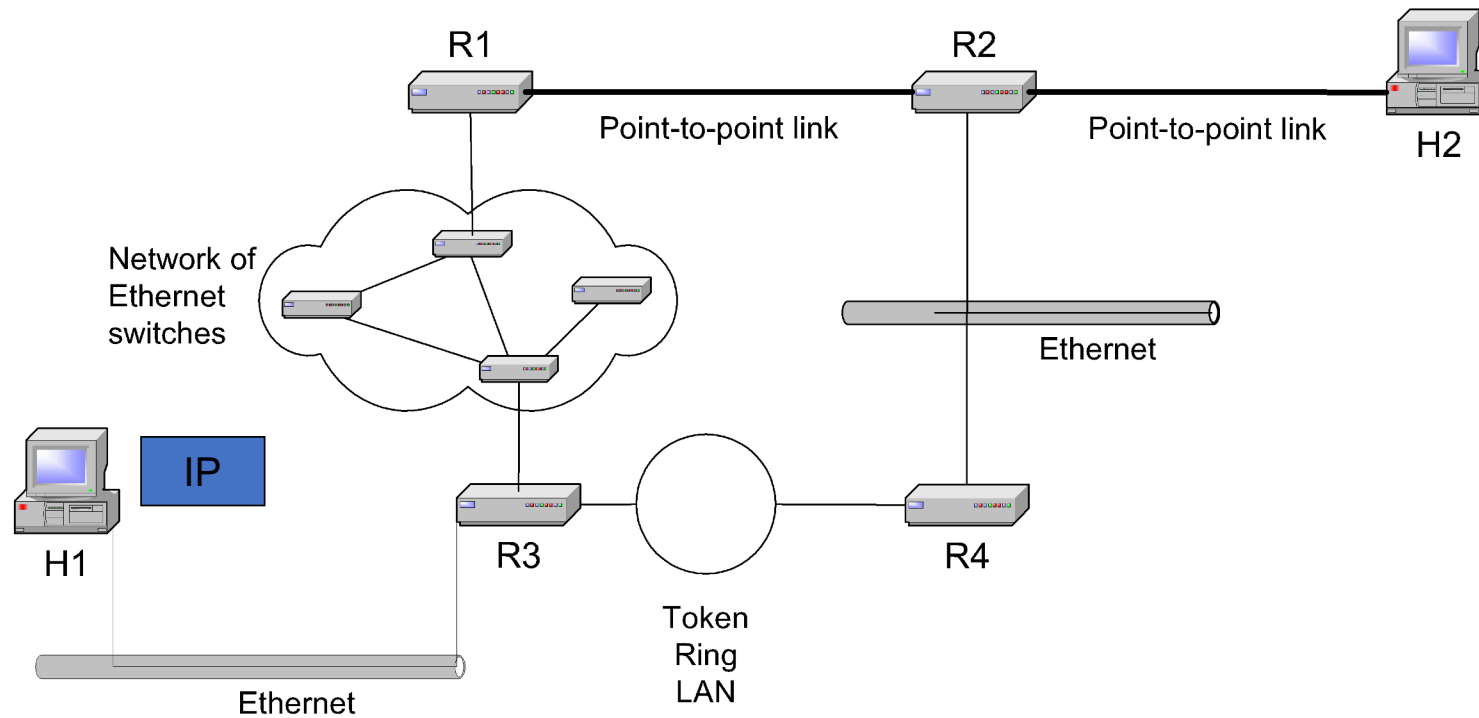 R1
R2
Point-to-point link
Point-to-point link
H2
Network of
Ethernet
switches
Ethernet
IP
H1
R3
R4
Token
Ring
LAN
Ethernet